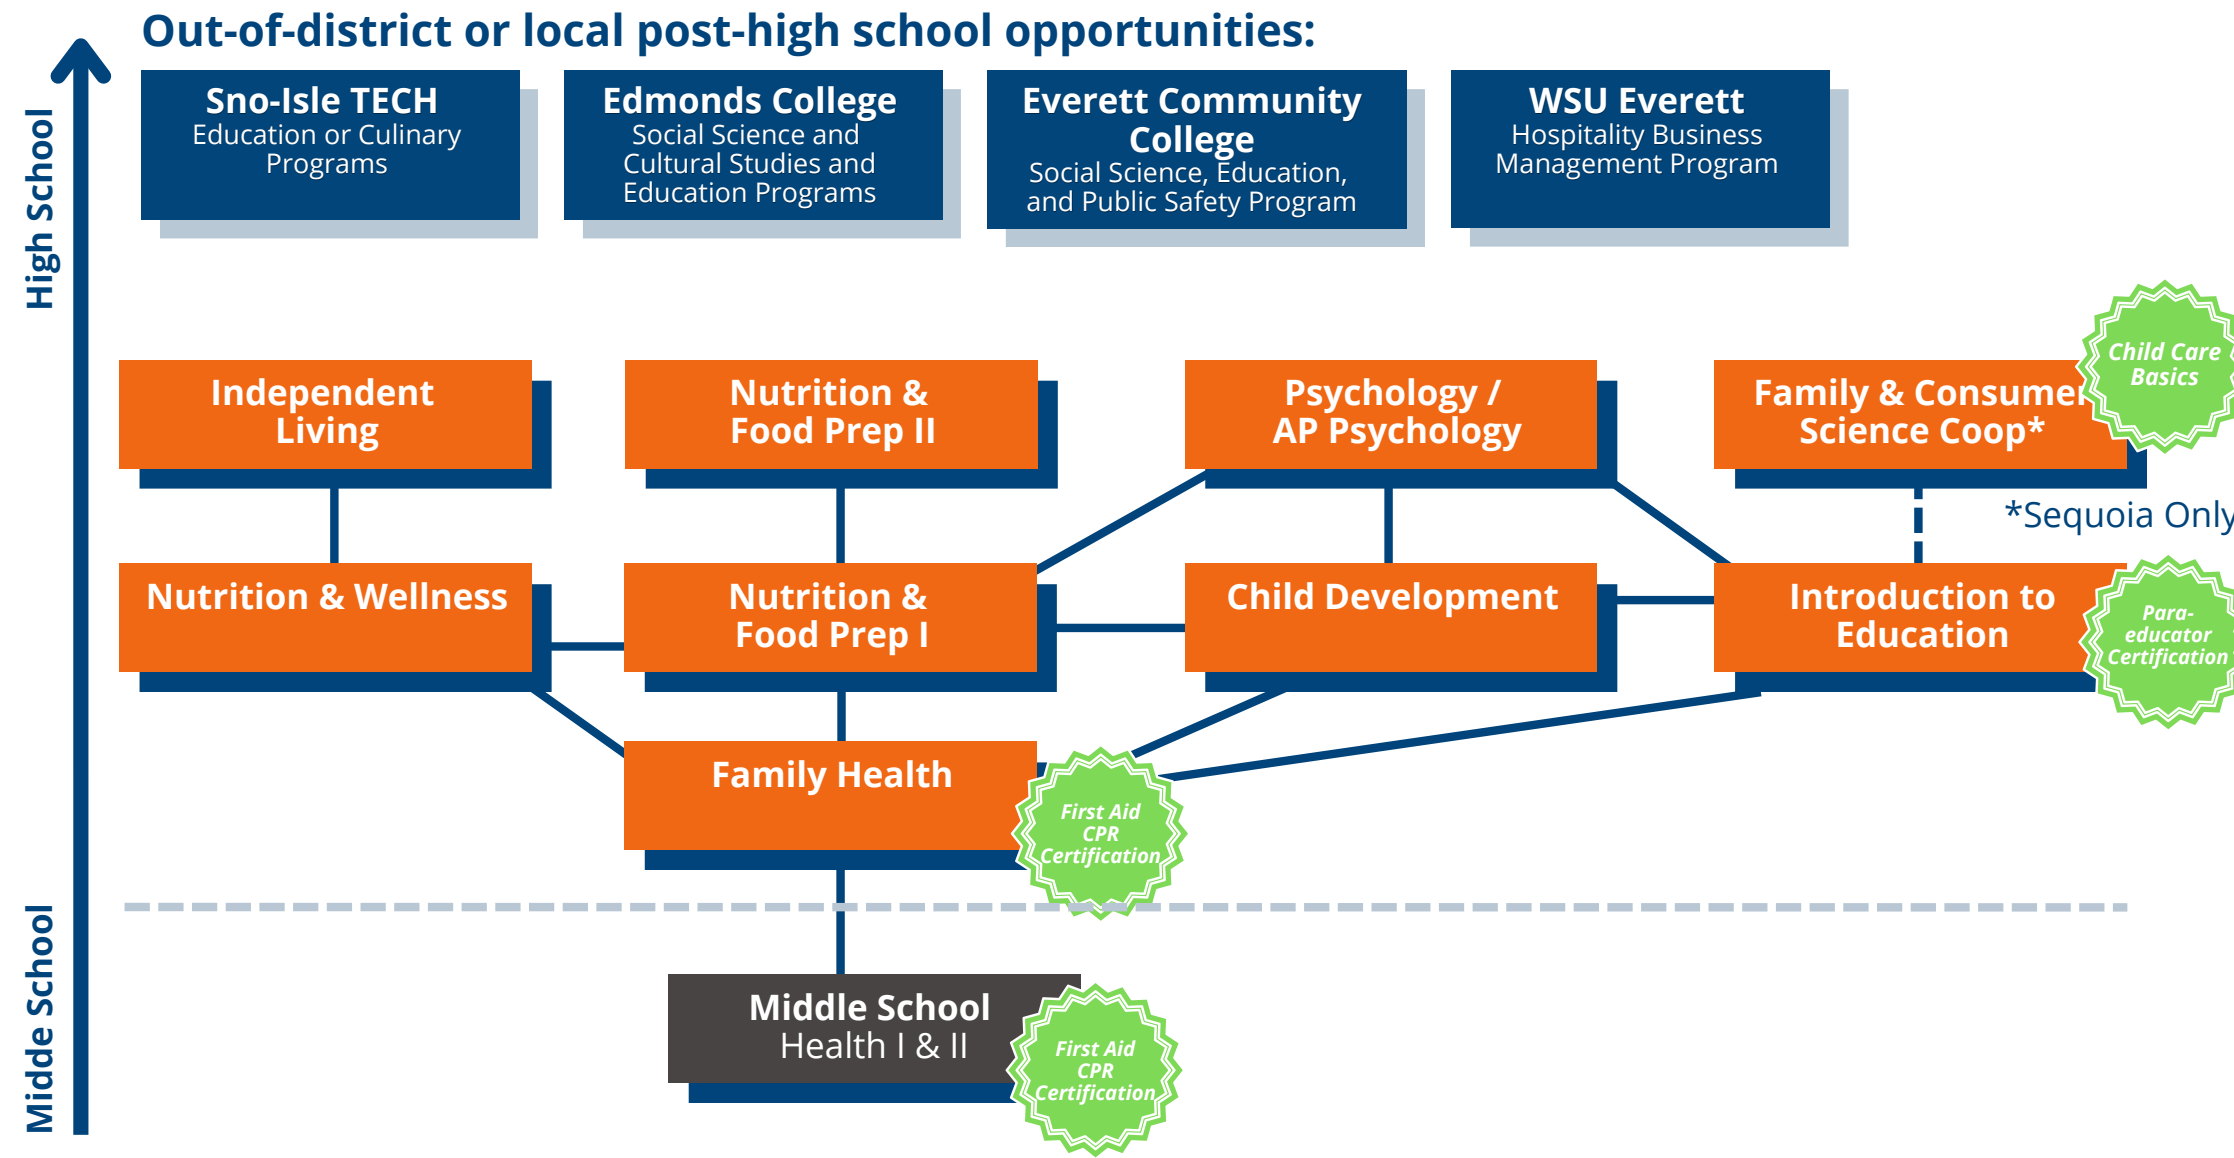 Out-of-district or local post-high school opportunities:
High School
Sno-Isle TECH
Education or Culinary
Programs
Edmonds College
Social Science and
Cultural Studies and
Education Programs
Everett Community
College
Social Science, Education,
and Public Safety Program
WSU Everett
Hospitality Business
Management Program
Independent
Living
Nutrition &
Food Prep II
Psychology /
AP Psychology
Family & Consumer
Science Coop*
Child Care
Basics
*Sequoia Only
Nutrition & Wellness
Nutrition &
Food Prep I
Child Development
Introduction to
Education
Para-
educator
Certification*
Family Health
First Aid
CPR
Certification
Midde School
Middle School
Health I & II
First Aid
CPR
Certification